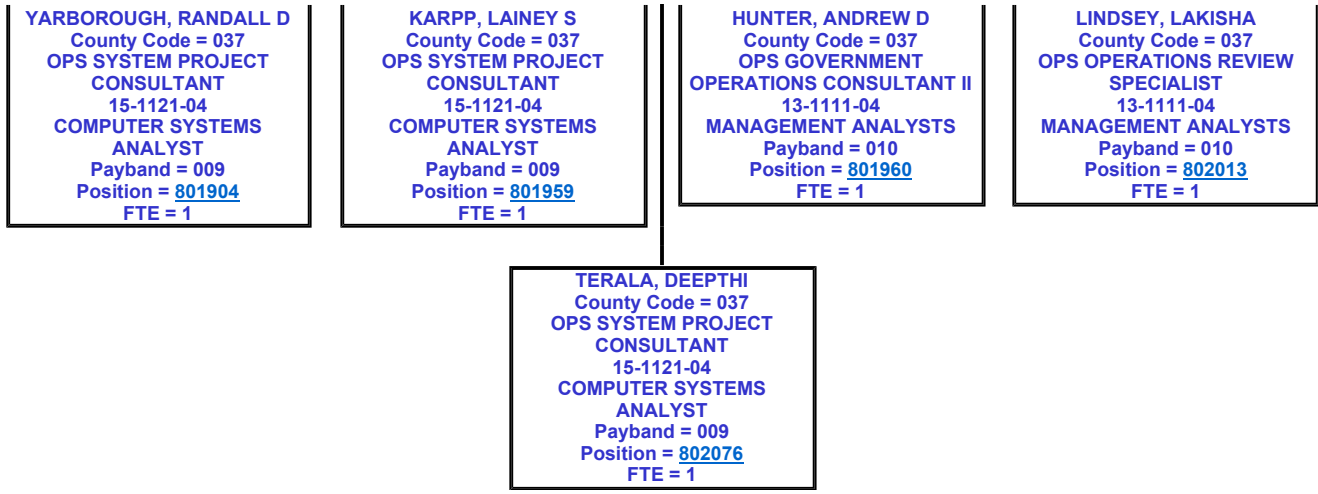 YARBOROUGH, RANDALL D
County Code = 037
OPS SYSTEM PROJECT
CONSULTANT
15-1121-04
COMPUTER SYSTEMS
ANALYST
Payband = 009
Position = 801904
FTE = 1
KARPP, LAINEY S
County Code = 037
OPS SYSTEM PROJECT
CONSULTANT
15-1121-04
COMPUTER SYSTEMS
ANALYST
Payband = 009
Position = 801959
FTE = 1
HUNTER, ANDREW D
County Code = 037
OPS GOVERNMENT
OPERATIONS CONSULTANT II
13-1111-04
MANAGEMENT ANALYSTS
Payband = 010
Position = 801960
FTE = 1
LINDSEY, LAKISHA
County Code = 037
OPS OPERATIONS REVIEW
SPECIALIST
13-1111-04
MANAGEMENT ANALYSTS
Payband = 010
Position = 802013
FTE = 1
TERALA, DEEPTHI
County Code = 037
OPS SYSTEM PROJECT
CONSULTANT
15-1121-04
COMPUTER SYSTEMS
ANALYST
Payband = 009
Position = 802076
FTE = 1